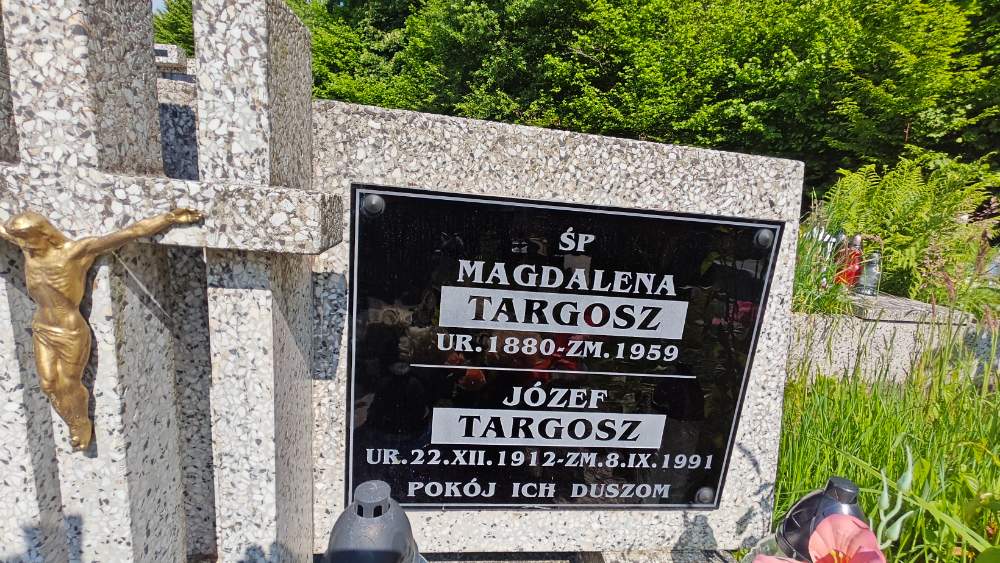 ŚP
MAGDALENA
TARGOSZ
UR. 1880-ZM. 1959
JÓZEF
TARGOSZ
UR.22.XII. 1912-ZM.8.IX.1991
POKÓJ ICH DUSZOM